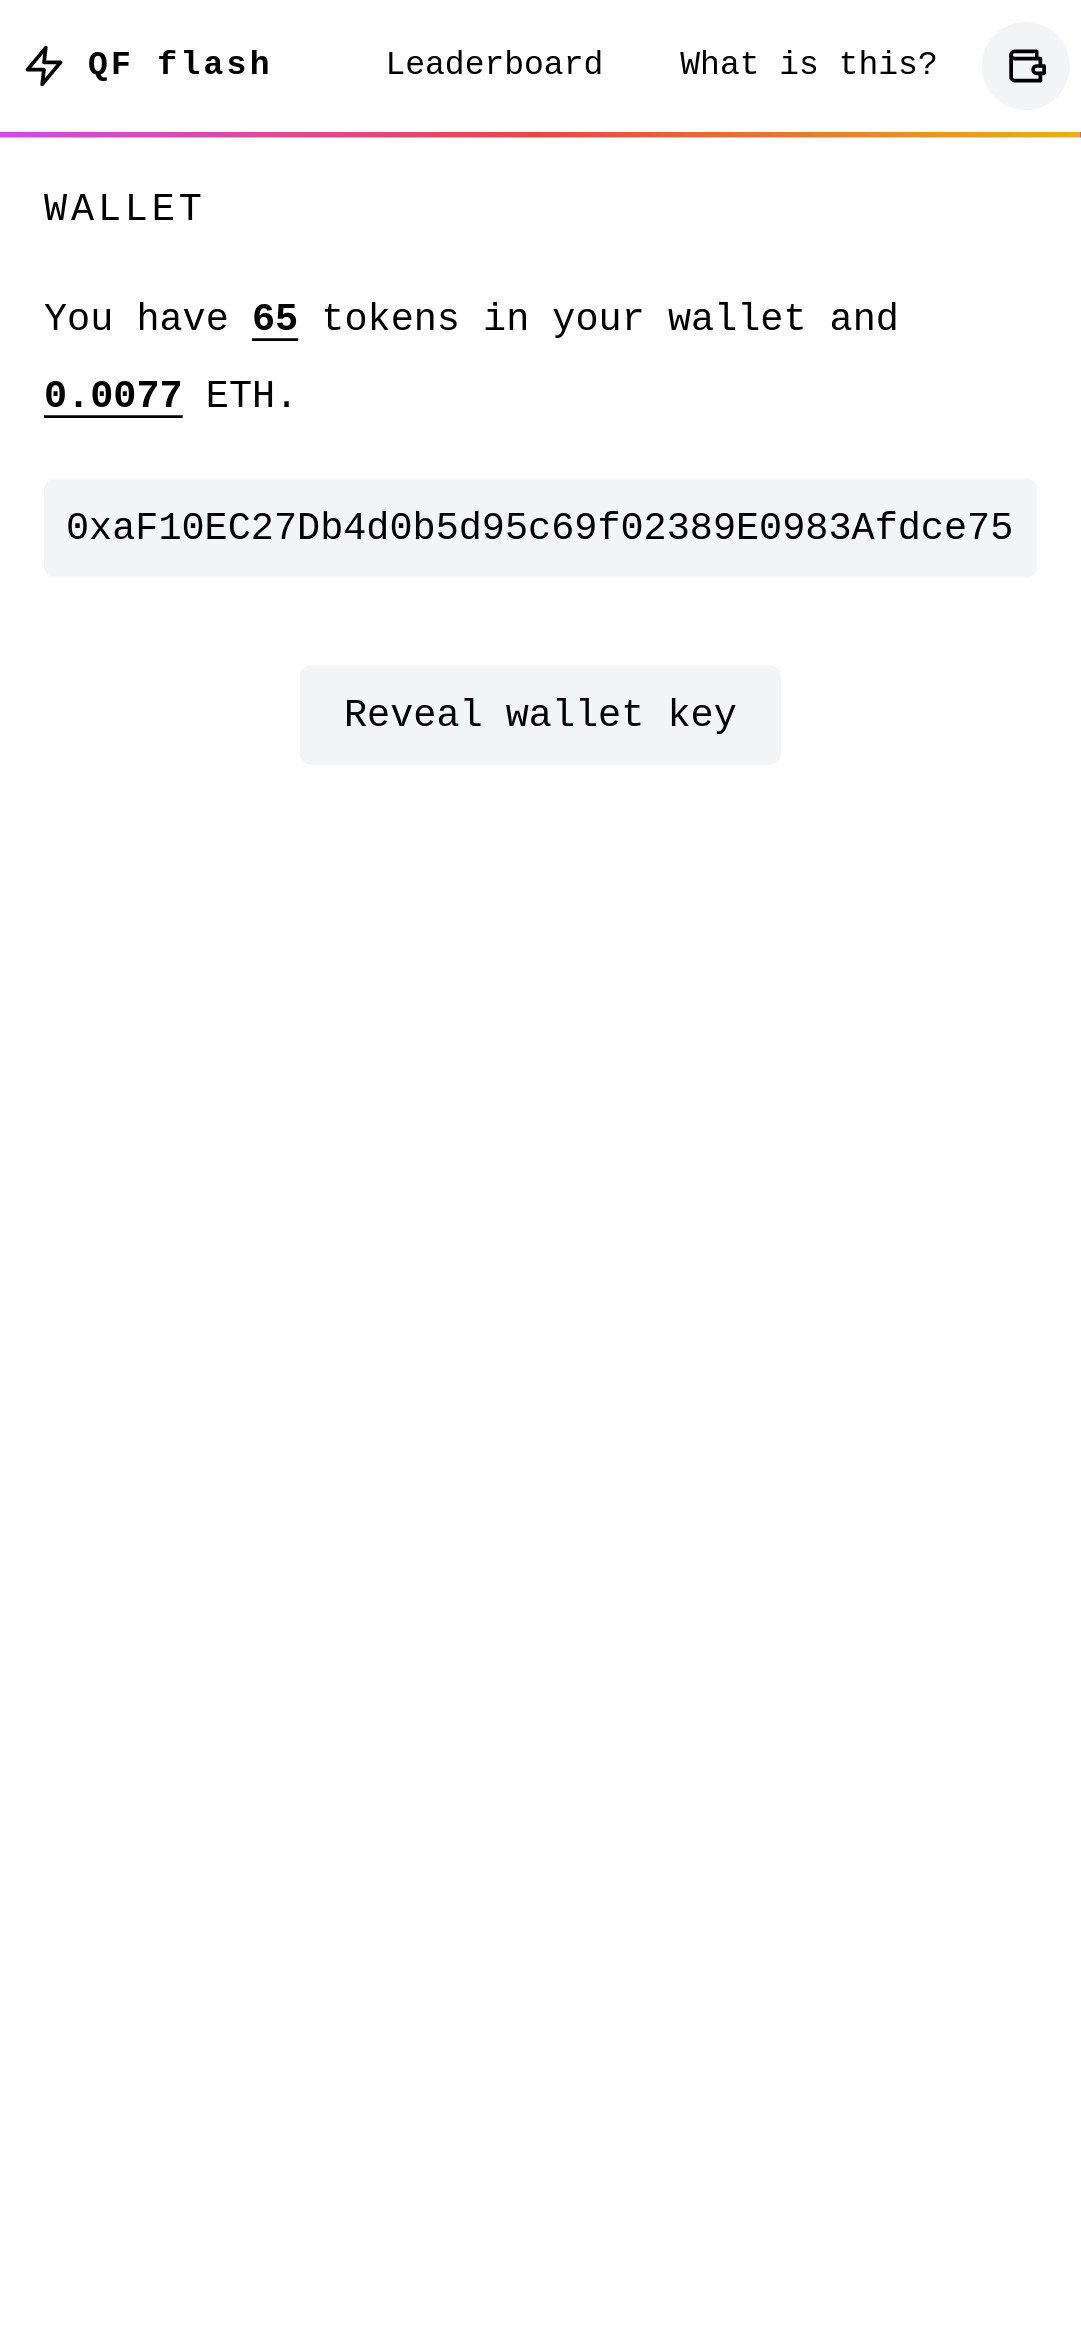 QF flash Leaderboard What is this?
WALLET
You have 65 tokens in your wallet and
0.0077 ETH.
0xaF10EC27Db4d0b5d95c69f02389E0983Afdce75
Reveal wallet key